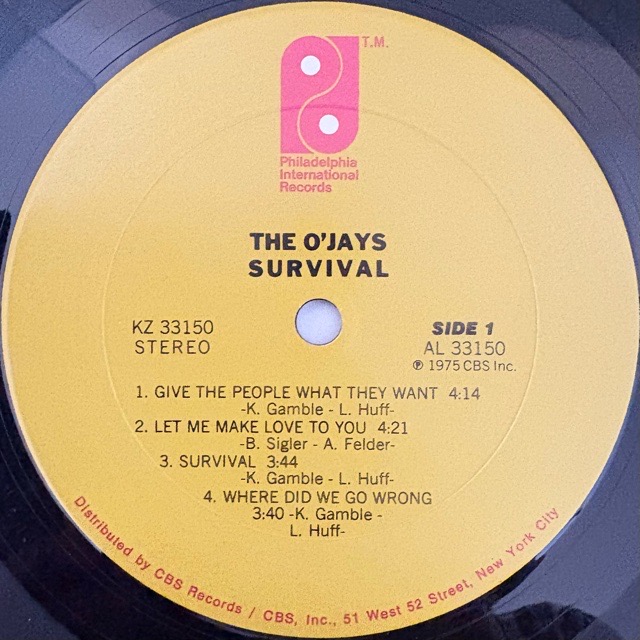 T.M.
Philadelphia
International
Records
THE O'JAYS
SURVIVAL
KZ 33150
STEREO
SIDE 1
AL 33150
℗ 1975 CBS Inc.
1. GIVE THE PEOPLE WHAT THEY WANT 4:14
-K. Gamble - L. Huff-
2. LET ME MAKE LOVE TO YOU 4:21
-B. Sigler - A. Felder-
3. SURVIVAL 3:44
-K. Gamble - L. Huff-
4. WHERE DID WE GO WRONG
3:40 -K. Gamble -
L. Huff-
Distributed by CBS Records / CBS, Inc., 51 West 52 Street, New York City